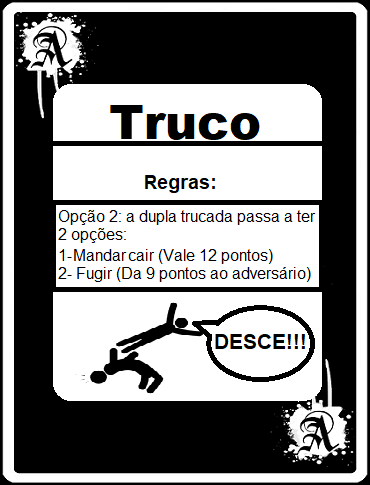 A
Truco
Regras:
Opção 2: a dupla trucada passa a ter
2 opções:
1-Mandar cair (Vale 12 pontos)
2- Fugir (Da 9 pontos ao adversário)
DESCE!!!
A